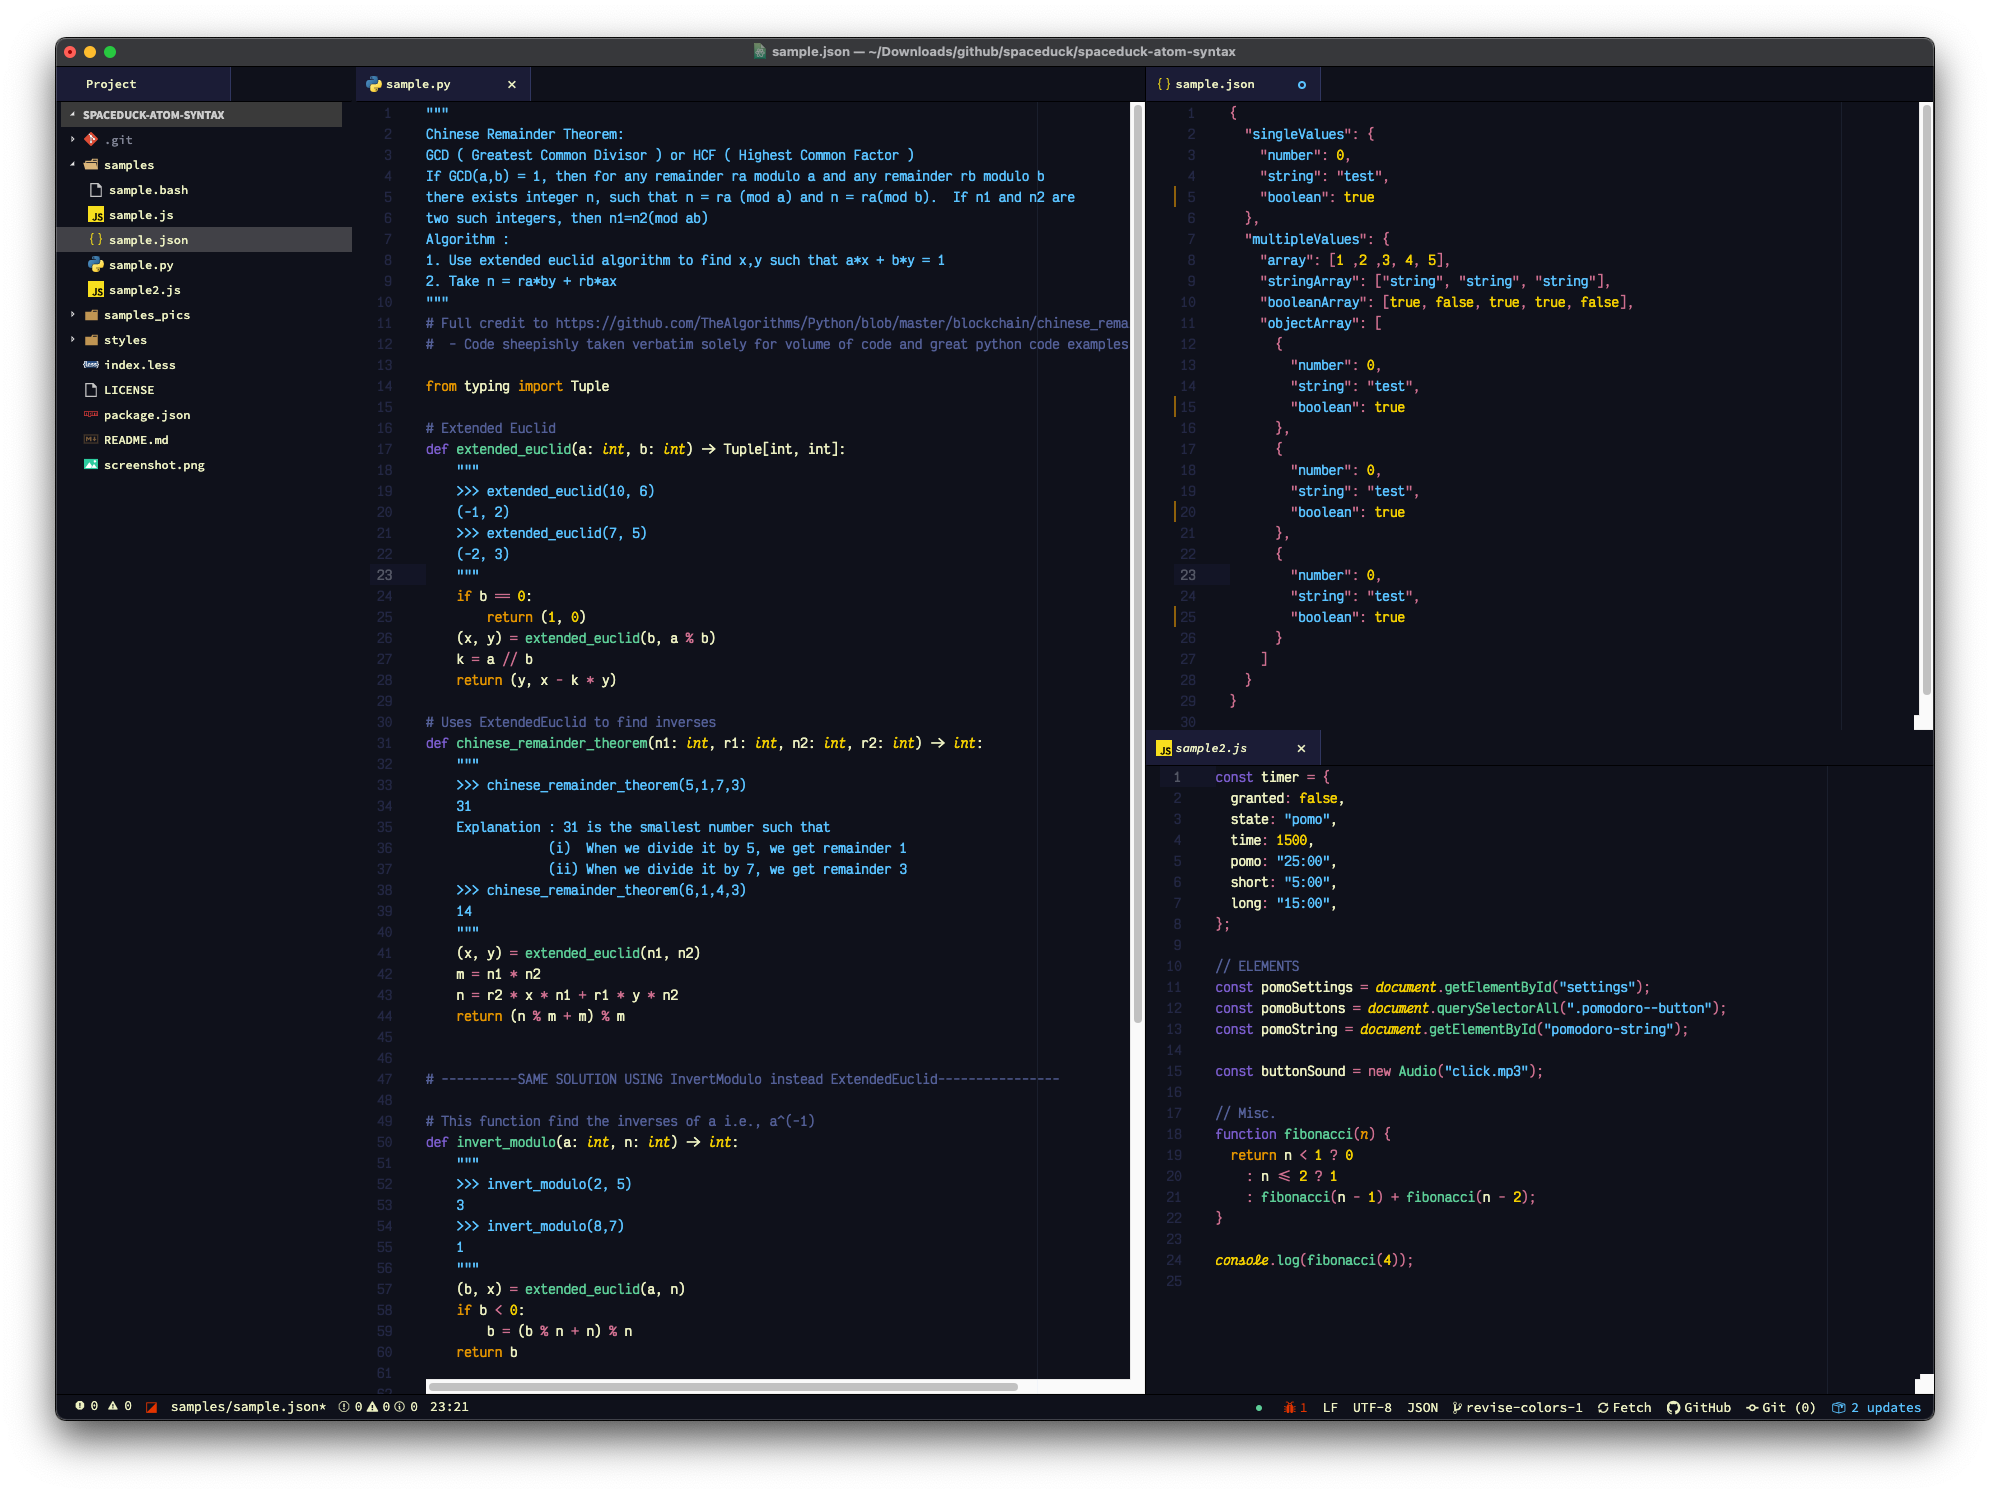 sample.json — ~/Downloads/github/spaceduck/spaceduck-atom-syntax
Project
SPACEDUCK-ATOM-SYNTAX
.git
samples
sample.bash
JS sample.js
{} sample.json
sample.py
JS sample2.js
samples_pics
styles
{less} index.less
LICENSE
npm package.json
M↓ README.md
screenshot.png
sample.py ×
1 """
2 Chinese Remainder Theorem:
3 GCD ( Greatest Common Divisor ) or HCF ( Highest Common Factor )
4 If GCD(a,b) = 1, then for any remainder ra modulo a and any remainder rb modulo b
5 there exists integer n, such that n = ra (mod a) and n = ra(mod b).  If n1 and n2 are
6 two such integers, then n1=n2(mod ab)
7 Algorithm :
8 1. Use extended euclid algorithm to find x,y such that a*x + b*y = 1
9 2. Take n = ra*by + rb*ax
10 """
11 # Full credit to https://github.com/TheAlgorithms/Python/blob/master/blockchain/chinese_rema
12 #  - Code sheepishly taken verbatim solely for volume of code and great python code examples
13
14 from typing import Tuple
15
16 # Extended Euclid
17 def extended_euclid(a: int, b: int) -> Tuple[int, int]:
18     """
19     >>> extended_euclid(10, 6)
20     (-1, 2)
21     >>> extended_euclid(7, 5)
22     (-2, 3)
23     """
24     if b == 0:
25         return (1, 0)
26     (x, y) = extended_euclid(b, a % b)
27     k = a // b
28     return (y, x - k * y)
29
30 # Uses ExtendedEuclid to find inverses
31 def chinese_remainder_theorem(n1: int, r1: int, n2: int, r2: int) -> int:
32     """
33     >>> chinese_remainder_theorem(5,1,7,3)
34     31
35     Explanation : 31 is the smallest number such that
36                 (i)  When we divide it by 5, we get remainder 1
37                 (ii) When we divide it by 7, we get remainder 3
38     >>> chinese_remainder_theorem(6,1,4,3)
39     14
40     """
41     (x, y) = extended_euclid(n1, n2)
42     m = n1 * n2
43     n = r2 * x * n1 + r1 * y * n2
44     return (n % m + m) % m
45
46
47 # ----------SAME SOLUTION USING InvertModulo instead ExtendedEuclid----------------
48
49 # This function find the inverses of a i.e., a^(-1)
50 def invert_modulo(a: int, n: int) -> int:
51     """
52     >>> invert_modulo(2, 5)
53     3
54     >>> invert_modulo(8,7)
55     1
56     """
57     (b, x) = extended_euclid(a, n)
58     if b < 0:
59         b = (b % n + n) % n
60     return b
61
62
{} sample.json
1 {
2   "singleValues": {
3     "number": 0,
4     "string": "test",
5     "boolean": true
6   },
7   "multipleValues": {
8     "array": [1 ,2 ,3, 4, 5],
9     "stringArray": ["string", "string", "string"],
10     "booleanArray": [true, false, true, true, false],
11     "objectArray": [
12       {
13         "number": 0,
14         "string": "test",
15         "boolean": true
16       },
17       {
18         "number": 0,
19         "string": "test",
20         "boolean": true
21       },
22       {
23         "number": 0,
24         "string": "test",
25         "boolean": true
26       }
27     ]
28   }
29 }
30
JS sample2.js ×
1 const timer = {
2   granted: false,
3   state: "pomo",
4   time: 1500,
5   pomo: "25:00",
6   short: "5:00",
7   long: "15:00",
8 };
9
10 // ELEMENTS
11 const pomoSettings = document.getElementById("settings");
12 const pomoButtons = document.querySelectorAll(".pomodoro--button");
13 const pomoString = document.getElementById("pomodoro-string");
14
15 const buttonSound = new Audio("click.mp3");
16
17 // Misc.
18 function fibonacci(n) {
19   return n < 1 ? 0
20     : n <= 2 ? 1
21     : fibonacci(n - 1) + fibonacci(n - 2);
22 }
23
24 console.log(fibonacci(4));
25
0 0 samples/sample.json* 0 0 0 23:21
1 LF UTF-8 JSON revise-colors-1 Fetch GitHub Git (0) 2 updates